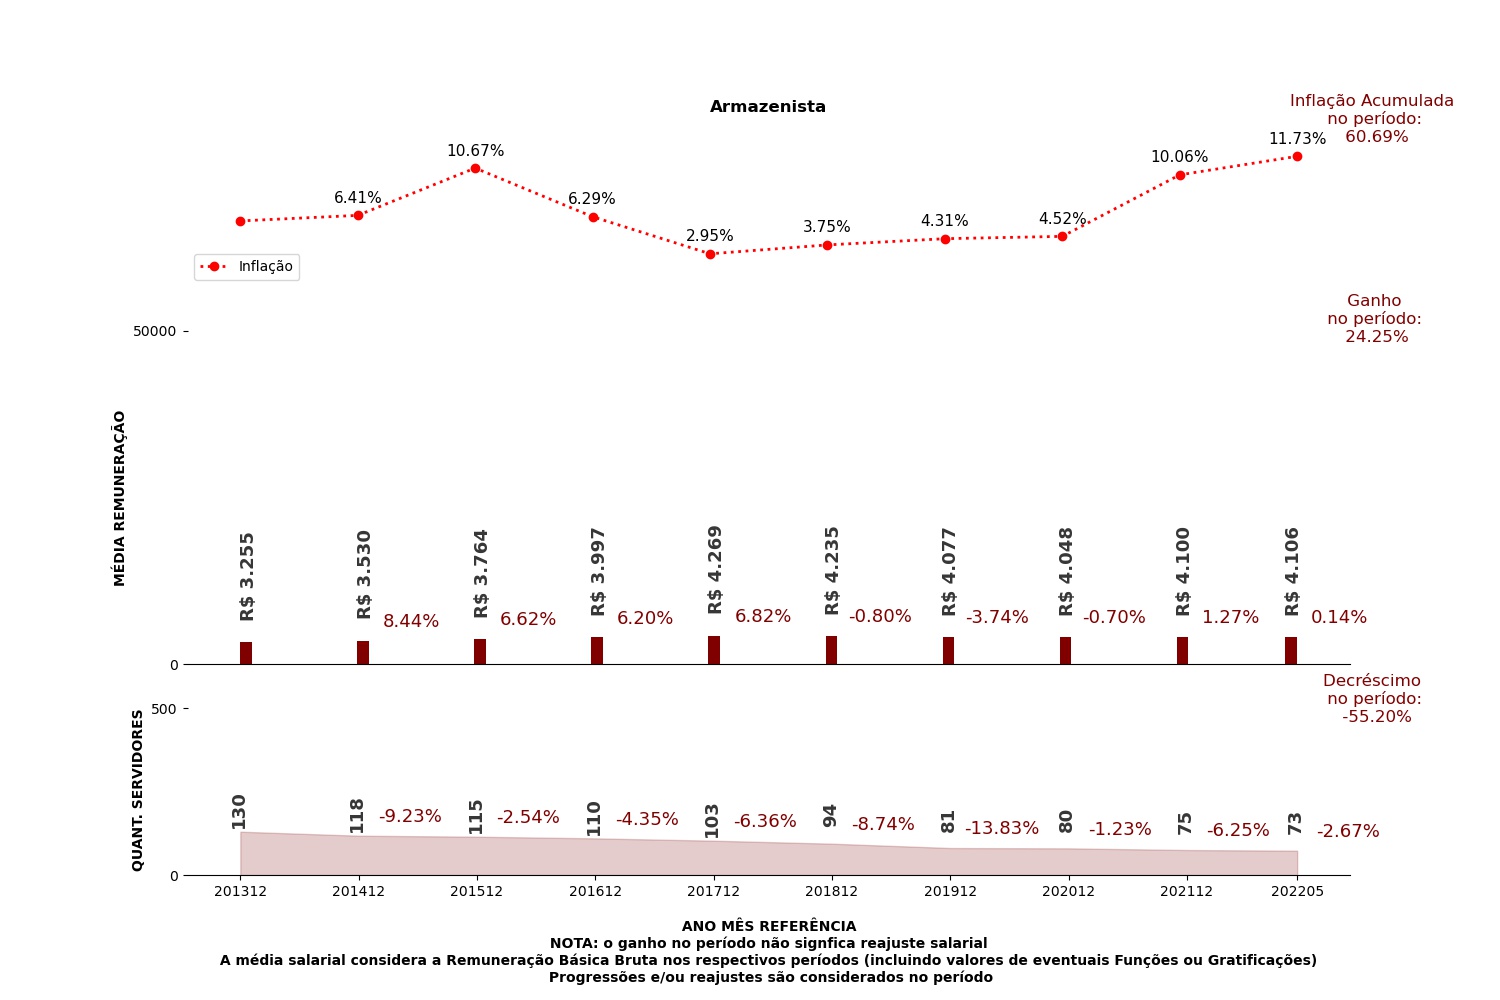 Armazenista
Inflação Acumulada
no período:
60.69%
6.41%
10.67%
6.29%
2.95%
3.75%
4.31%
4.52%
10.06%
11.73%
Inflação
Ganho
no período:
24.25%
50000
0
MÉDIA REMUNERAÇÃO
R$ 3.255
R$ 3.530
R$ 3.764
R$ 3.997
R$ 4.269
R$ 4.235
R$ 4.077
R$ 4.048
R$ 4.100
R$ 4.106
8.44%
6.62%
6.20%
6.82%
-0.80%
-3.74%
-0.70%
1.27%
0.14%
Decréscimo
no período:
-55.20%
500
0
QUANT. SERVIDORES
130
118
115
110
103
94
81
80
75
73
-9.23%
-2.54%
-4.35%
-6.36%
-8.74%
-13.83%
-1.23%
-6.25%
-2.67%
201312
201412
201512
201612
201712
201812
201912
202012
202112
202205
ANO MÊS REFERÊNCIA
NOTA: o ganho no período não signfica reajuste salarial
A média salarial considera a Remuneração Básica Bruta nos respectivos períodos (incluindo valores de eventuais Funções ou Gratificações)
Progressões e/ou reajustes são considerados no período